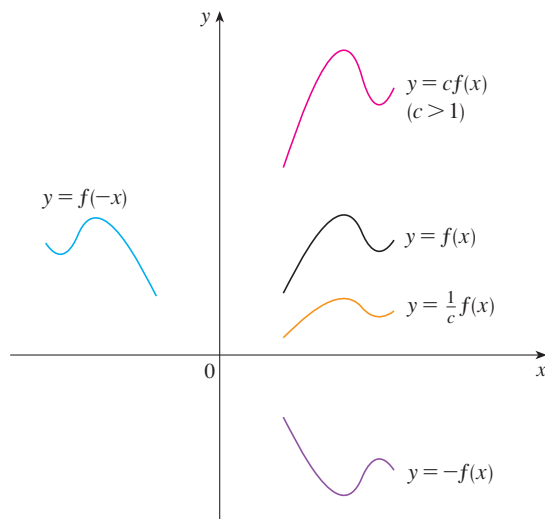 y
y = cf(x)
(c > 1)
y = f(−x)
y = f(x)
y = 1/c f(x)
0
x
y = −f(x)